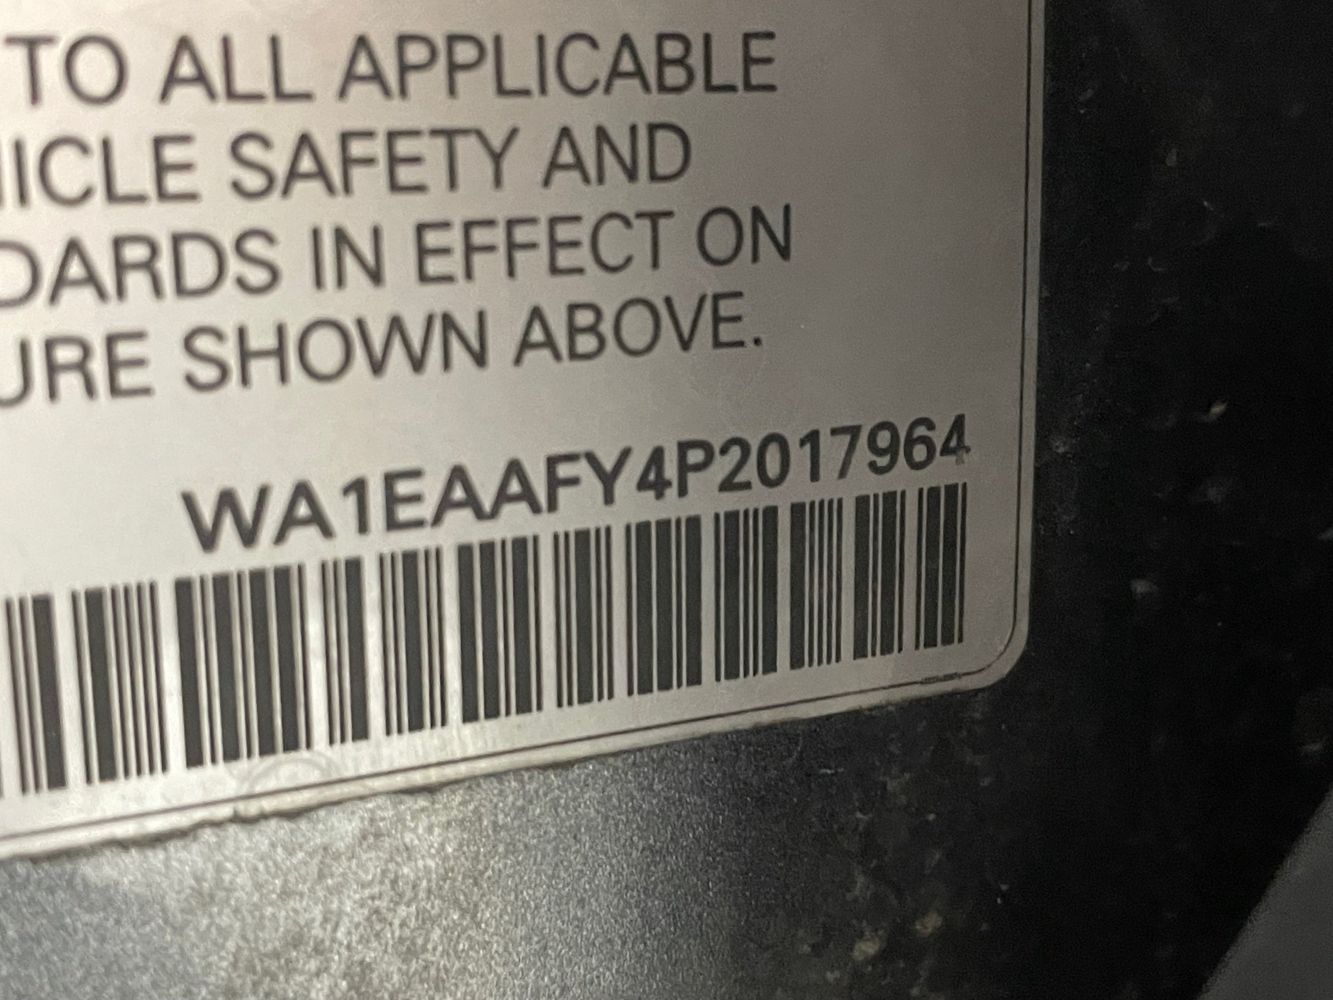 TO ALL APPLICABLE
ICLE SAFETY AND
DARDS IN EFFECT ON
URE SHOWN ABOVE.
WA1EAAFY4P2017964